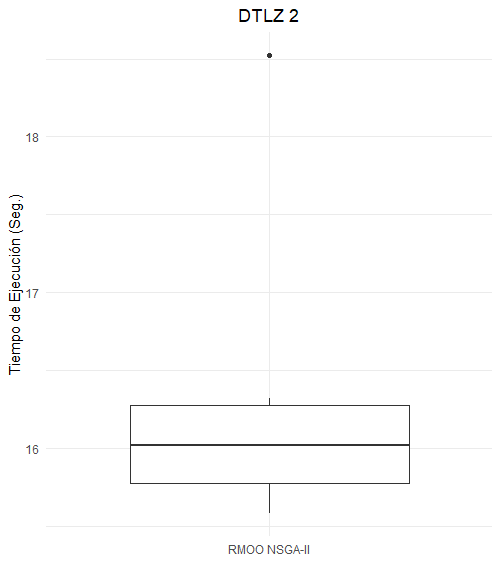 DTLZ 2
Tiempo de Ejecución (Seg.)
18
17
16
RMOO NSGA-II